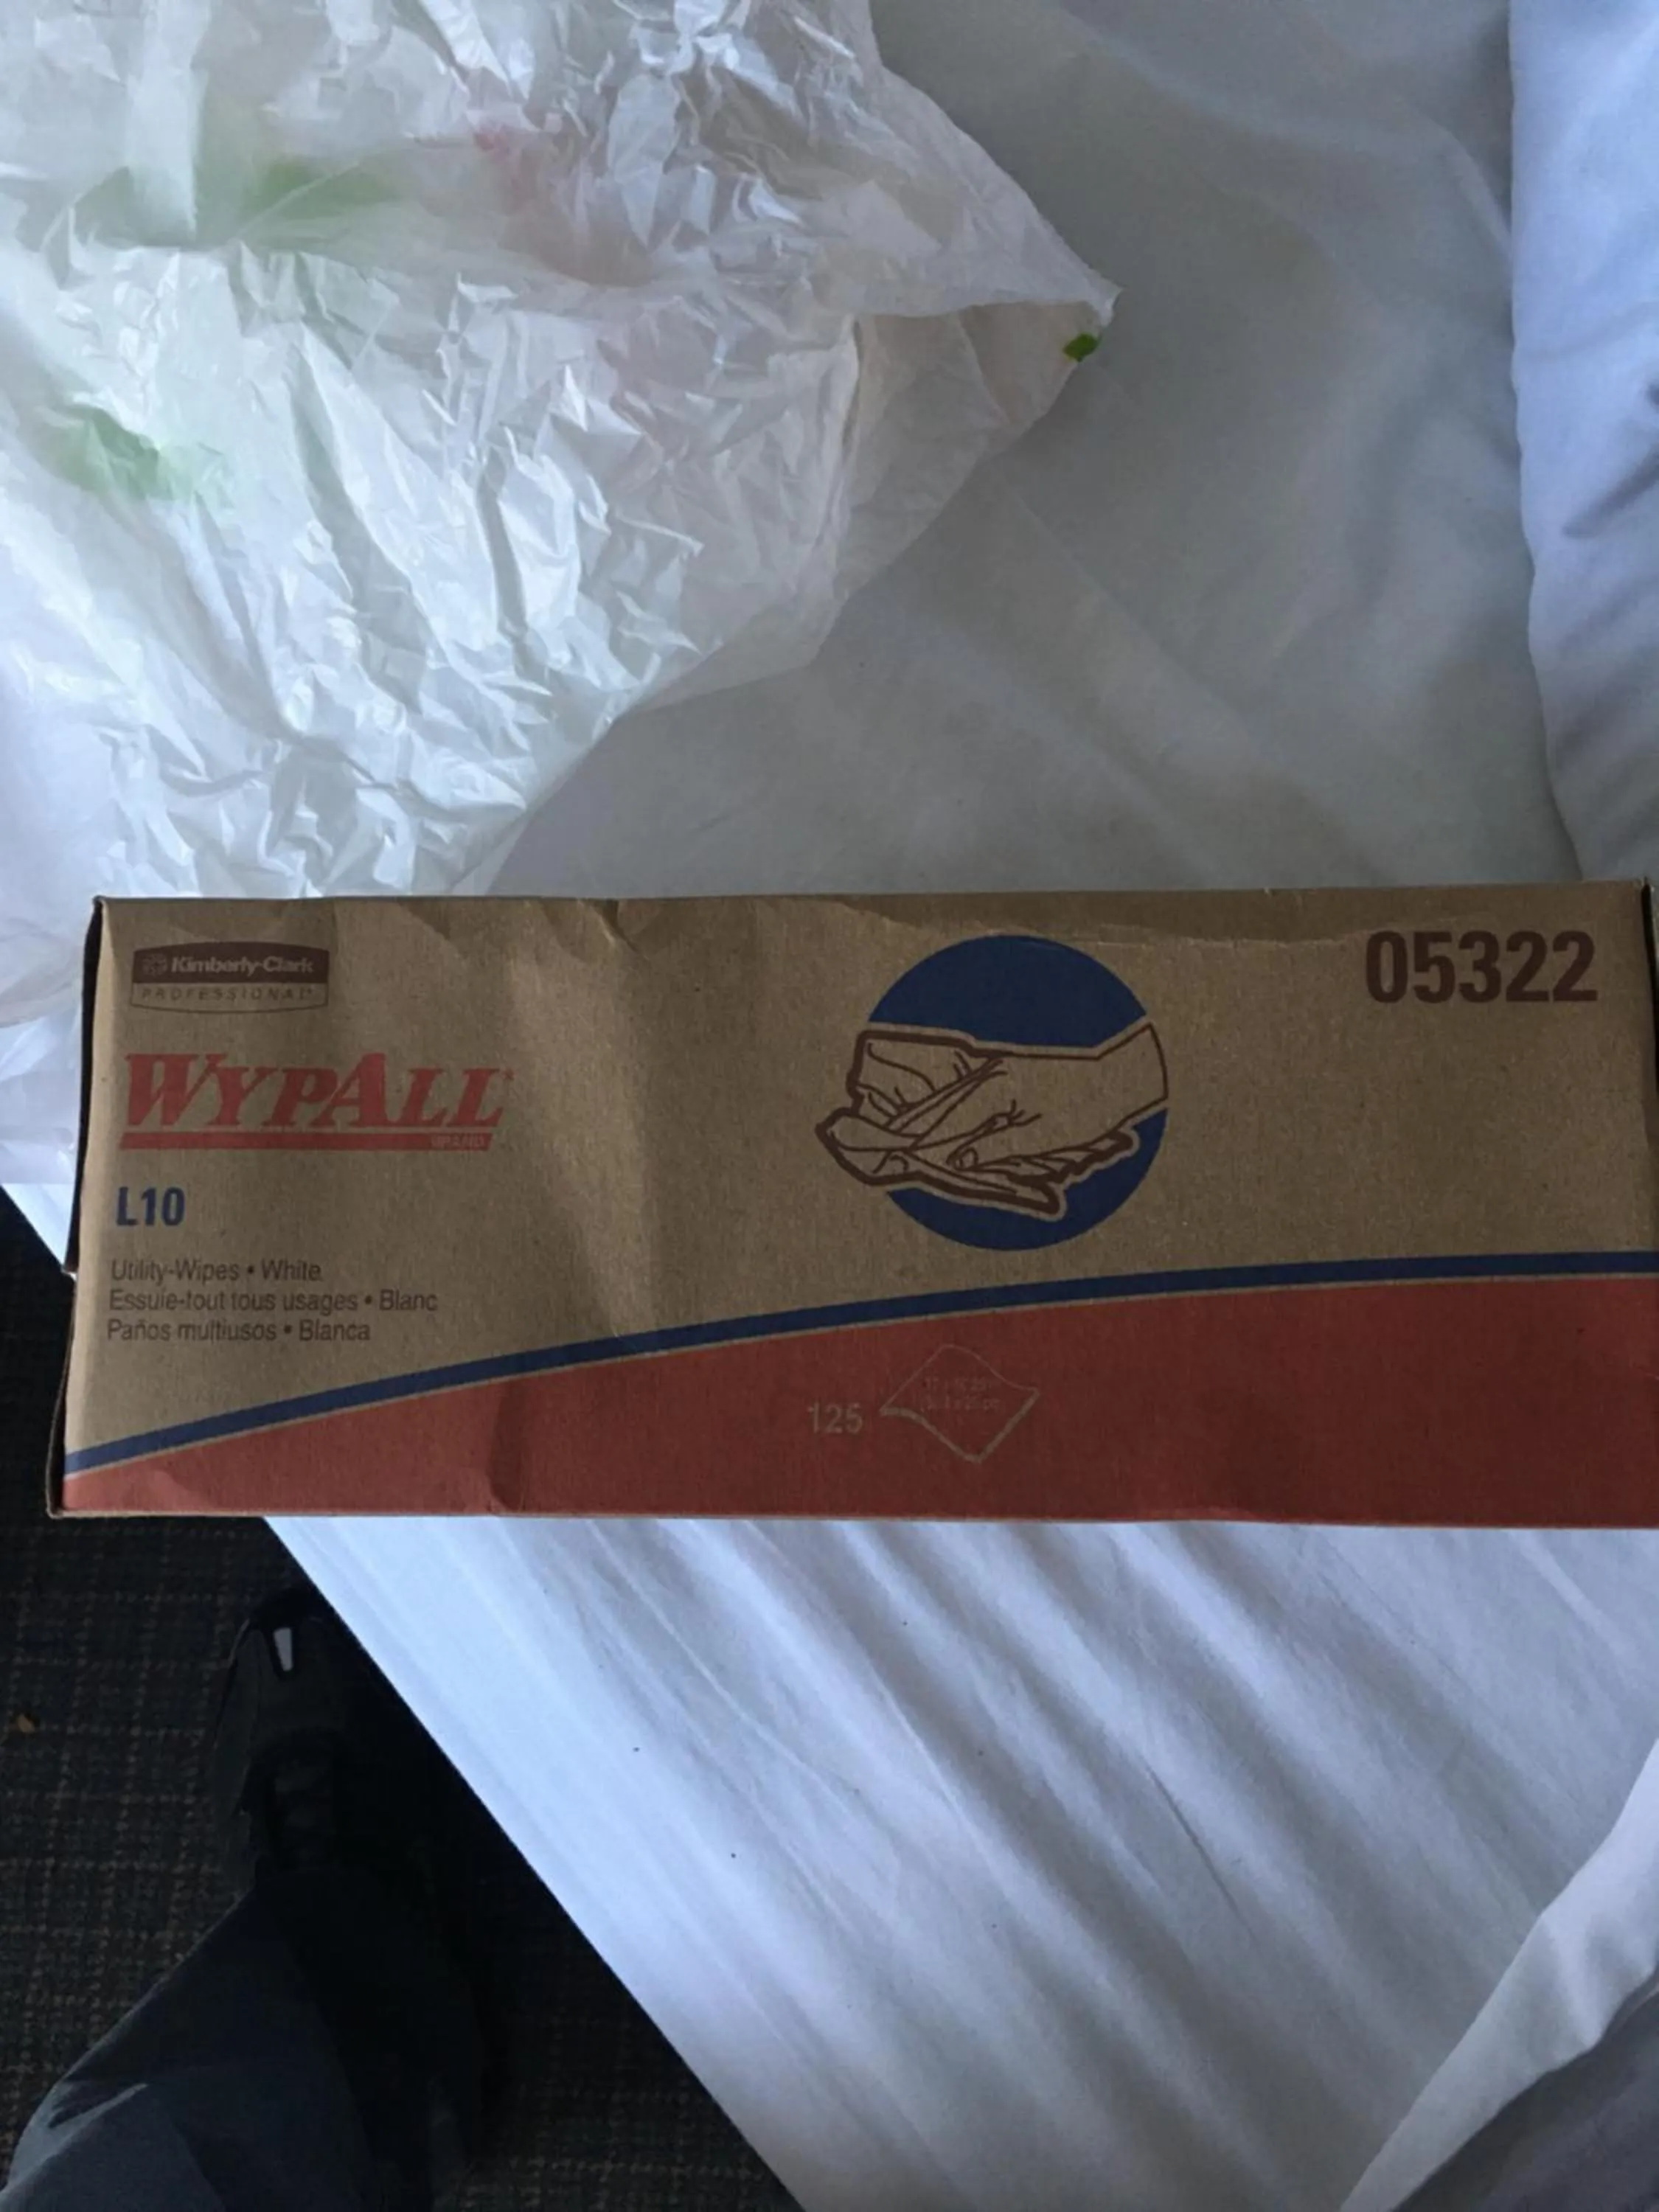 Kimberly-Clark
PROFESSIONAL*
05322
WYPALL*
BRAND
L10
Utility-Wipes • White
Essuie-tout tous usages • Blanc
Paños multiusos • Blanca
125